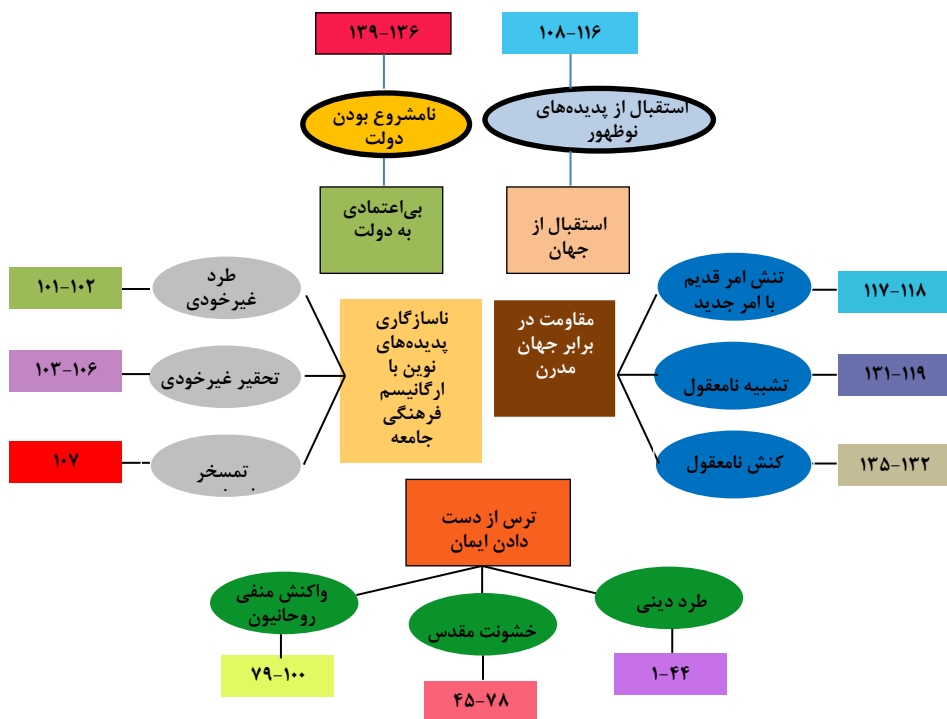 ۱۳۹-۱۳۶
۱۰۸-۱۱۶
نامشروع بودن
دولت
استقبال از پدیده‌های
نوظهور
بی‌اعتمادی
به دولت
استقبال از
جهان
طرد
غیرخودی
۱۰۱-۱۰۲
تحقیر غیرخودی
۱۰۳-۱۰۶
تمسخر
۱۰۷
ناسازگاری
پدیده‌های
نوین با
ارگانیسم
فرهنگی
جامعه
مقاومت در
برابر جهان
مدرن
تنش امر قدیم
با امر جدید
۱۱۷-۱۱۸
تشبیه نامعقول
۱۳۱-۱۱۹
کنش نامعقول
۱۳۵-۱۳۲
ترس از دست
دادن ایمان
طرد دینی
۱-۴۴
خشونت مقدس
۴۵-۷۸
واکنش منفی
روحانیون
۷۹-۱۰۰